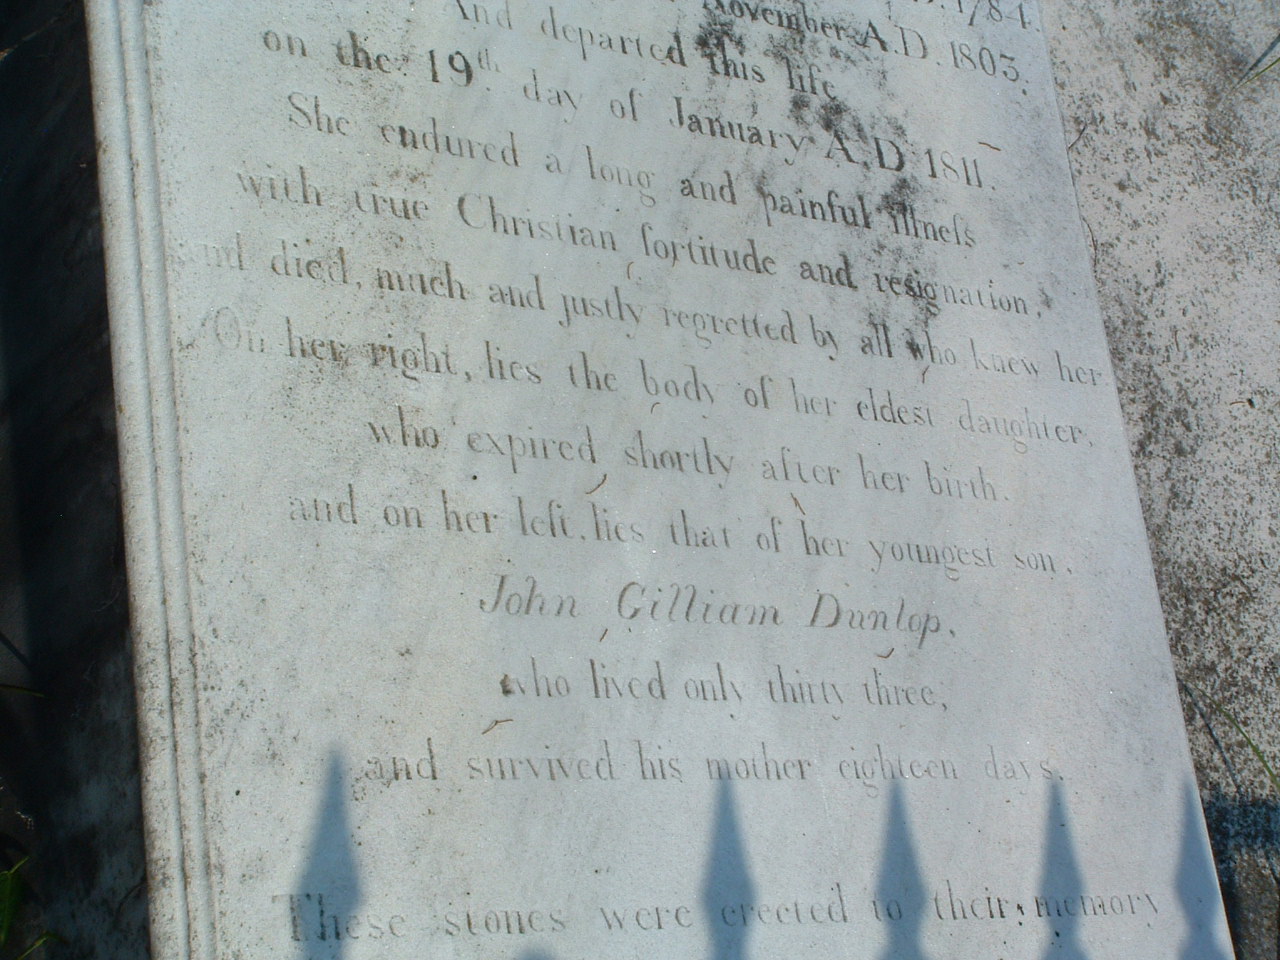 D. 1784.
November A.D. 1803.
And departed this life
on the 19th day of January A.D 1811.
She endured a long and painful illneſs
with true Christian fortitude and resignation,
and died, much and justly regretted by all who knew her
On her right, lies the body of her eldest daughter,
who expired shortly after her birth.
and on her left, lies that of her youngest son,
John Gilliam Dunlop,
who lived only thirty three,
and survived his mother eighteen days.
These stones were erected to their memory